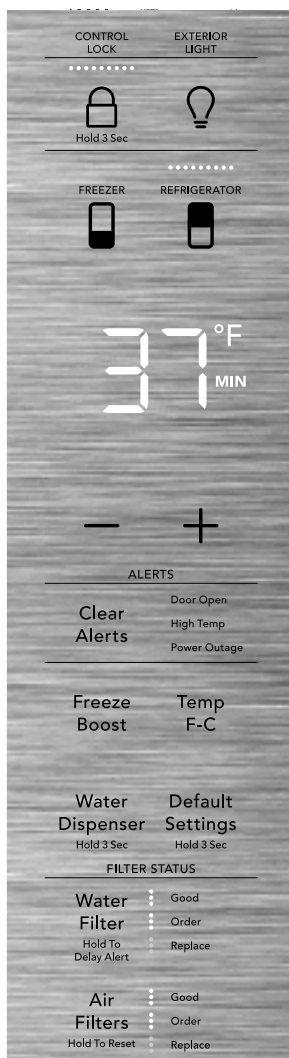 CONTROL LOCK
EXTERIOR LIGHT
Hold 3 Sec
FREEZER
REFRIGERATOR
37 °F
MIN
ALERTS
Clear Alerts
Door Open
High Temp
Power Outage
Freeze Boost
Temp F-C
Water Dispenser
Hold 3 Sec
Default Settings
Hold 3 Sec
FILTER STATUS
Water Filter
Hold To Delay Alert
Good
Order
Replace
Air Filters
Hold To Reset
Good
Order
Replace